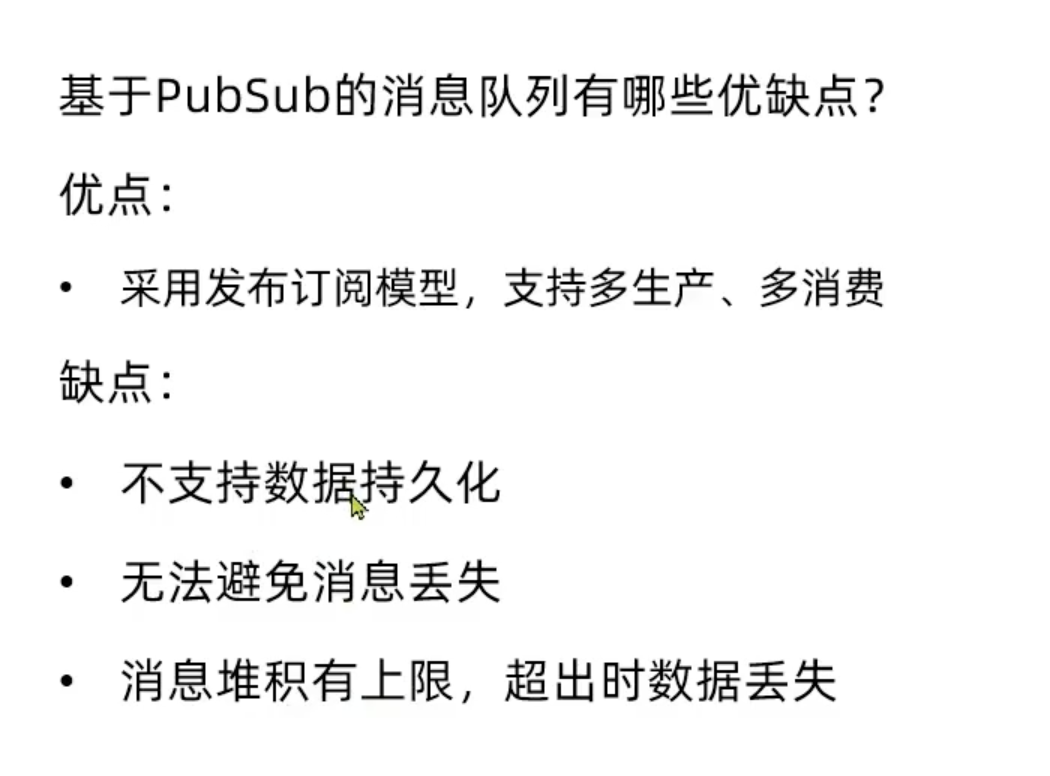 基于PubSub的消息队列有哪些优缺点?
优点：
• 采用发布订阅模型，支持多生产、多消费
缺点：
• 不支持数据持久化
• 无法避免消息丢失
• 消息堆积有上限，超出时数据丢失